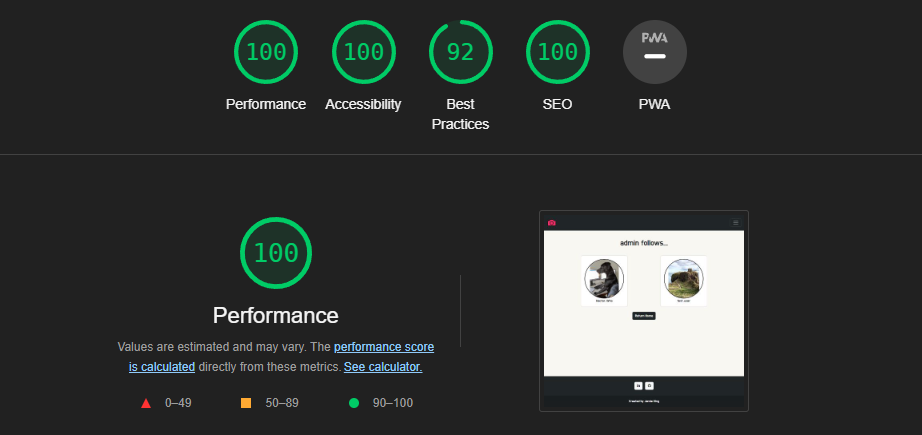 100
100
92
100
PWA
Performance
Accessibility
Best
Practices
SEO
PWA
100
Performance
Values are estimated and may vary. The performance score
is calculated directly from these metrics. See calculator.
0–49
50–89
90–100
admin follows...
Return Home